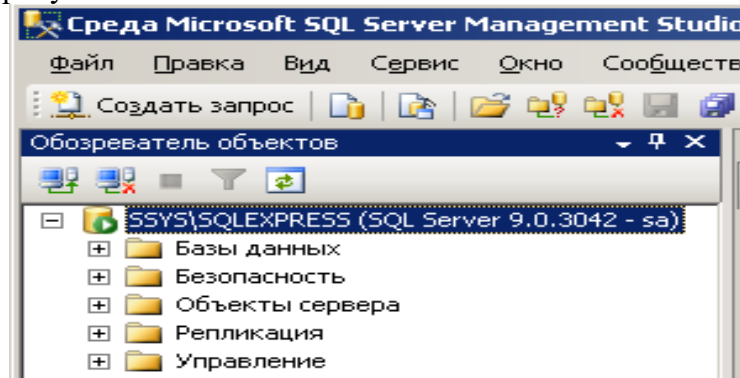 Среда Microsoft SQL Server Management Studio
Файл Правка Вид Сервис Окно Сообществ
Создать запрос
Обозреватель объектов
SSYS\SQLEXPRESS (SQL Server 9.0.3042 - sa)
Базы данных
Безопасность
Объекты сервера
Репликация
Управление